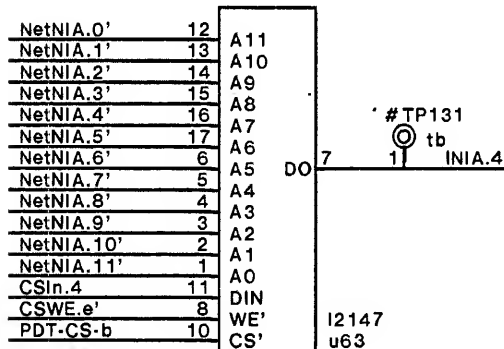 NetNIA.0' 12 A11
NetNIA.1' 13 A10
NetNIA.2' 14 A9
NetNIA.3' 15 A8
NetNIA.4' 16 A7
NetNIA.5' 17 A6
NetNIA.6' 6 A5
NetNIA.7' 5 A4
NetNIA.8' 4 A3
NetNIA.9' 3 A2
NetNIA.10' 2 A1
NetNIA.11' 1 A0
CSIn.4 11 DIN
CSWE.e' 8 WE'
PDT-CS-b 10 CS'
#TP131
tb
DO 7 1 INIA.4
I2147
u63